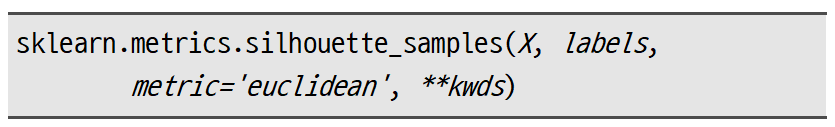 sklearn.metrics.silhouette_samples(X, labels,
metric='euclidean', **kwds)